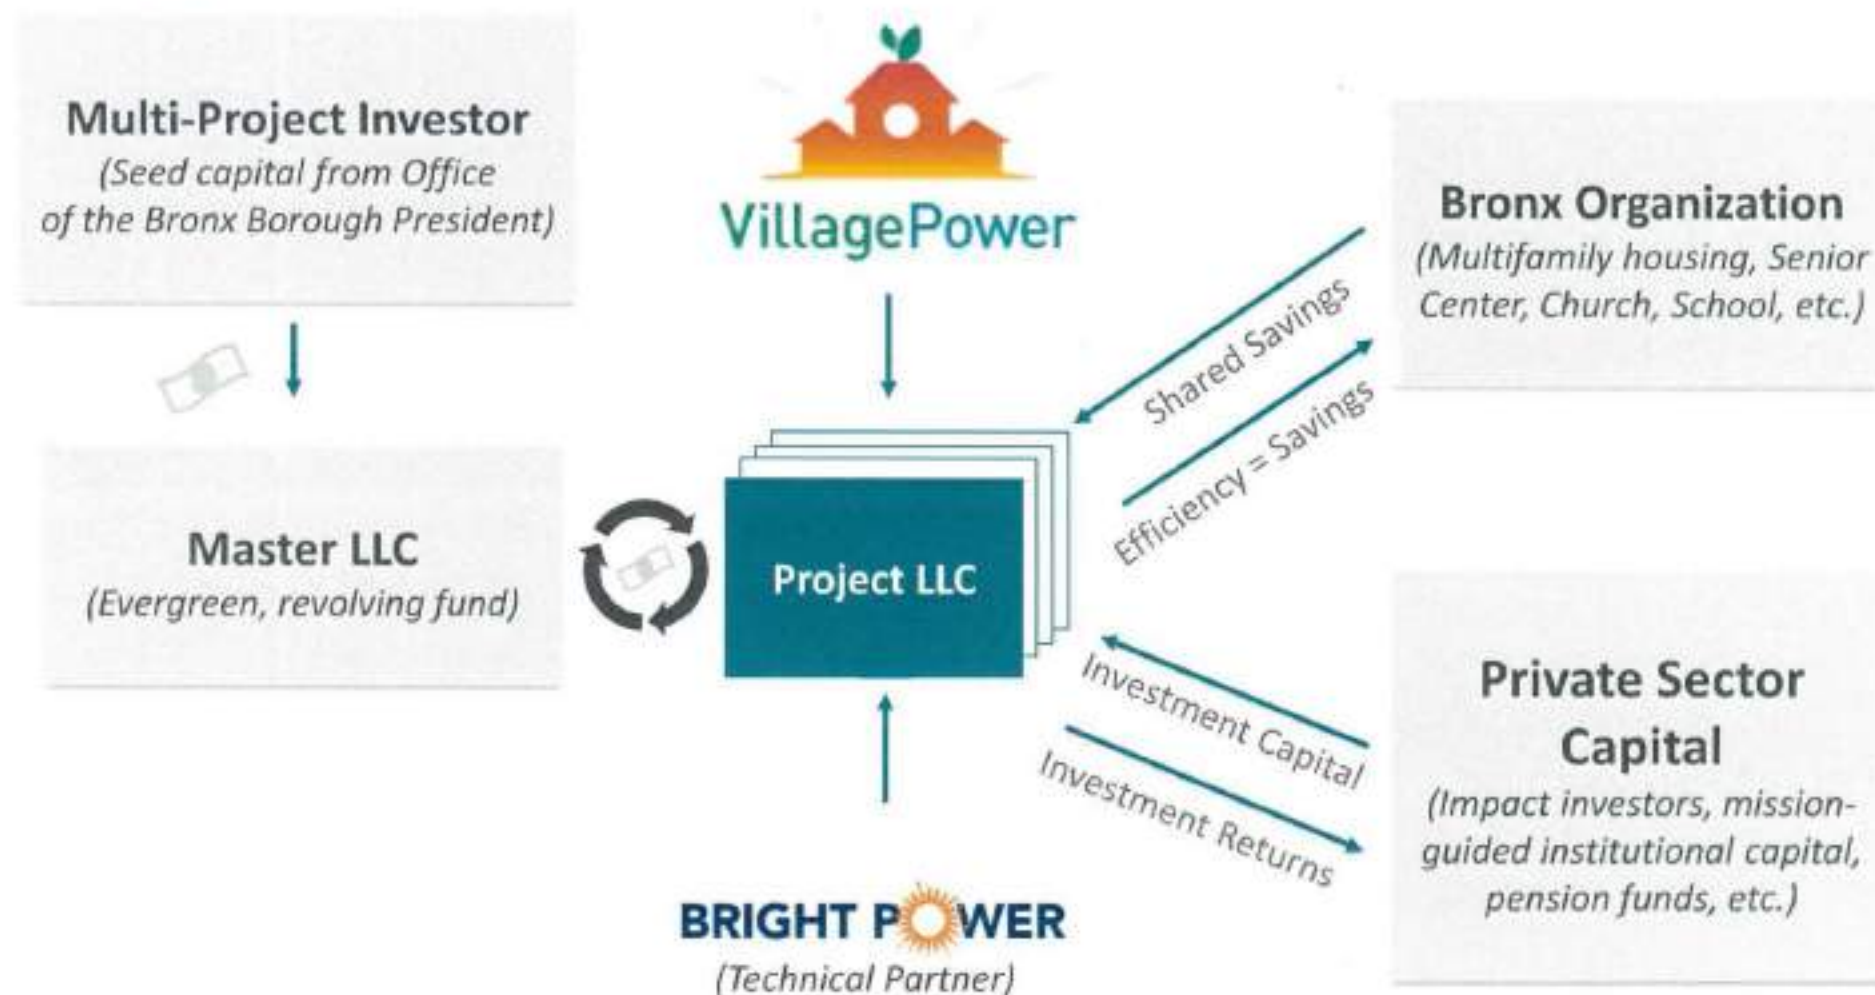 Multi-Project Investor
(Seed capital from Office
of the Bronx Borough President)
VillagePower
Bronx Organization
(Multifamily housing, Senior
Center, Church, School, etc.)
Shared Savings
Efficiency = Savings
Master LLC
(Evergreen, revolving fund)
Project LLC
Investment Capital
Investment Returns
Private Sector
Capital
(Impact investors, mission-
guided institutional capital,
pension funds, etc.)
BRIGHT POWER
(Technical Partner)